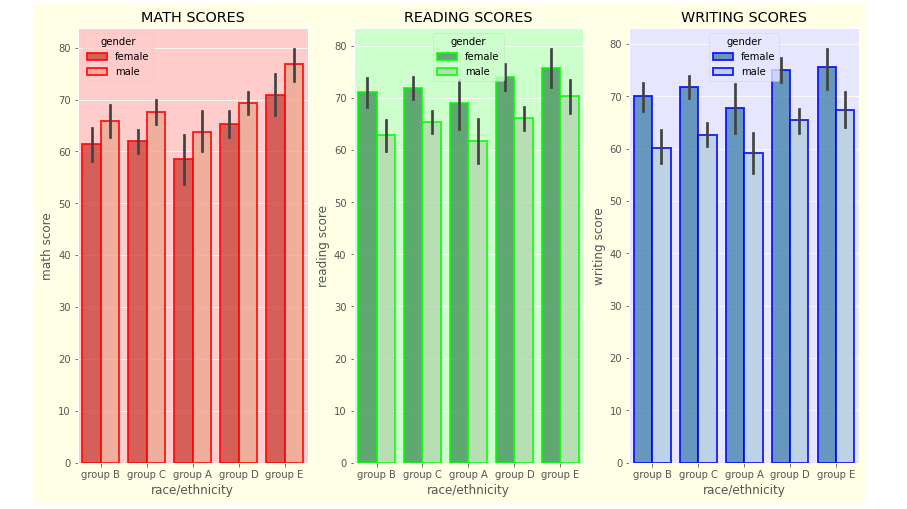 MATH SCORES
gender
female
male
80
70
60
50
40
30
20
10
0
math score
group B group C group A group D group E
race/ethnicity
READING SCORES
gender
female
male
80
70
60
50
40
30
20
10
0
reading score
group B group C group A group D group E
race/ethnicity
WRITING SCORES
gender
female
male
80
70
60
50
40
30
20
10
0
writing score
group B group C group A group D group E
race/ethnicity